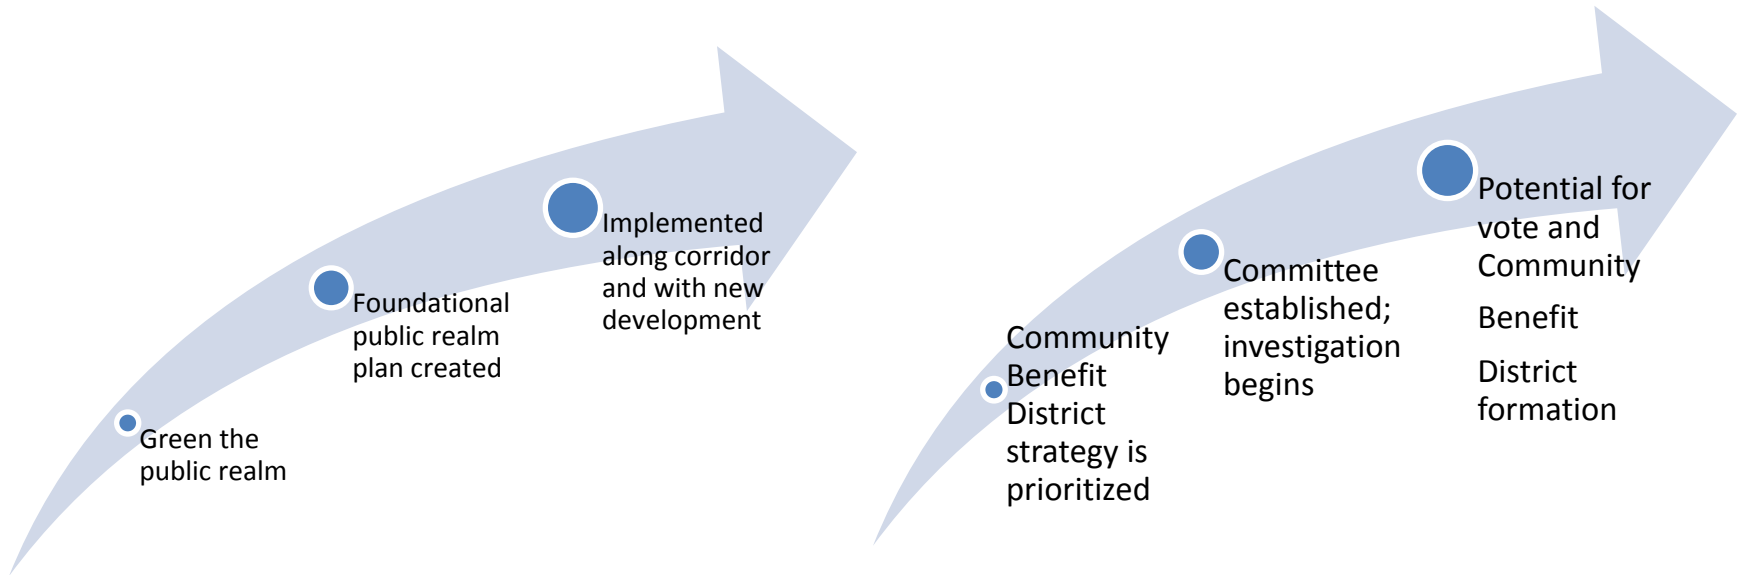 Green the
public realm
Foundational
public realm
plan created
Implemented
along corridor
and with new
development
Community
Benefit
District
strategy is
prioritized
Committee
established;
investigation
begins
Potential for
vote and
Community
Benefit
District
formation